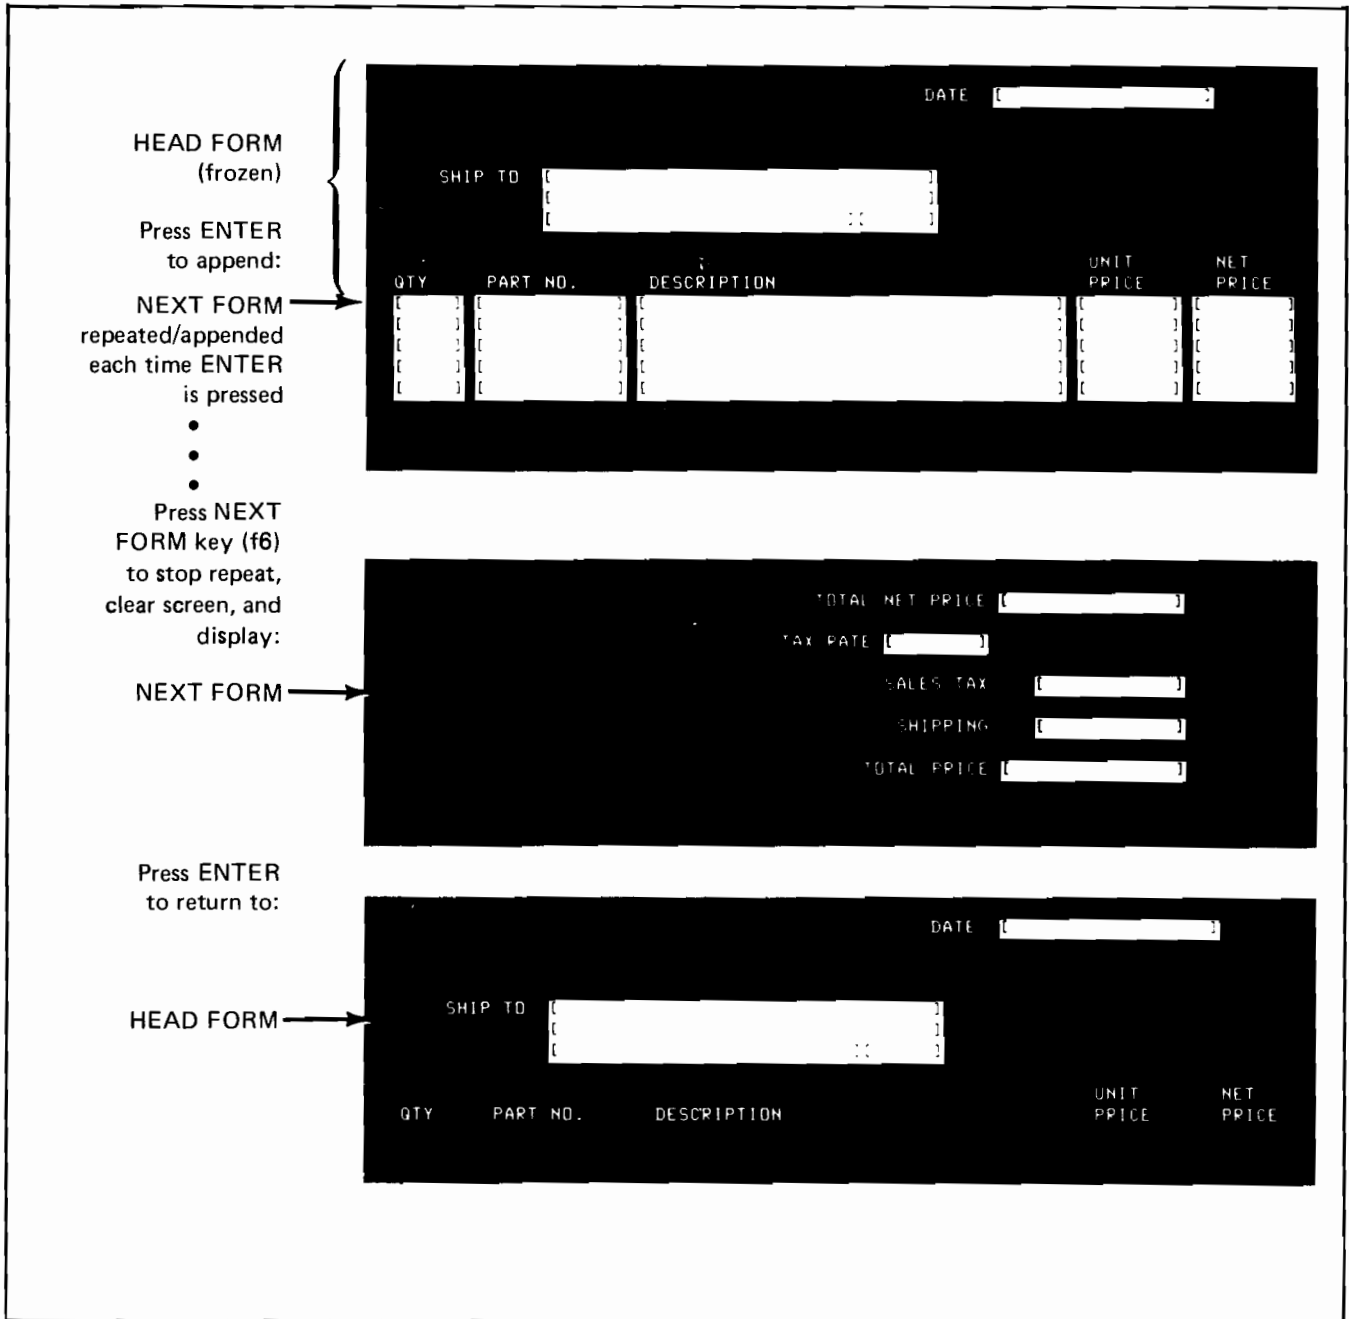 HEAD FORM
(frozen)
Press ENTER
to append:
NEXT FORM
repeated/appended
each time ENTER
is pressed
•
•
•
Press NEXT
FORM key (f6)
to stop repeat,
clear screen, and
display:
NEXT FORM
Press ENTER
to return to:
HEAD FORM
DATE [ ]
SHIP TO [ ]
[ ]
[ ][ ]
UNIT NET
QTY PART NO. DESCRIPTION PRICE PRICE
[ ] [ ] [ ] [ ] [ ]
[ ] [ ] [ ] [ ] [ ]
[ ] [ ] [ ] [ ] [ ]
[ ] [ ] [ ] [ ] [ ]
[ ] [ ] [ ] [ ] [ ]
TOTAL NET PRICE [ ]
TAX RATE [ ]
SALES TAX [ ]
SHIPPING [ ]
TOTAL PRICE [ ]
DATE [ ]
SHIP TO [ ]
[ ]
[ ][ ]
UNIT NET
QTY PART NO. DESCRIPTION PRICE PRICE